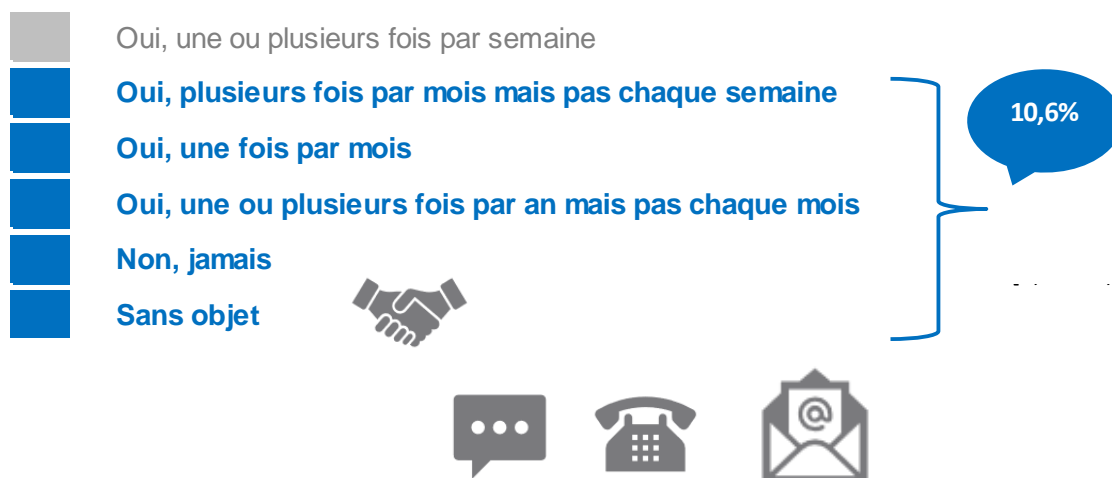 Oui, une ou plusieurs fois par semaine
Oui, plusieurs fois par mois mais pas chaque semaine
10,6%
Oui, une fois par mois
Oui, une ou plusieurs fois par an mais pas chaque mois
Non, jamais
Sans objet
@